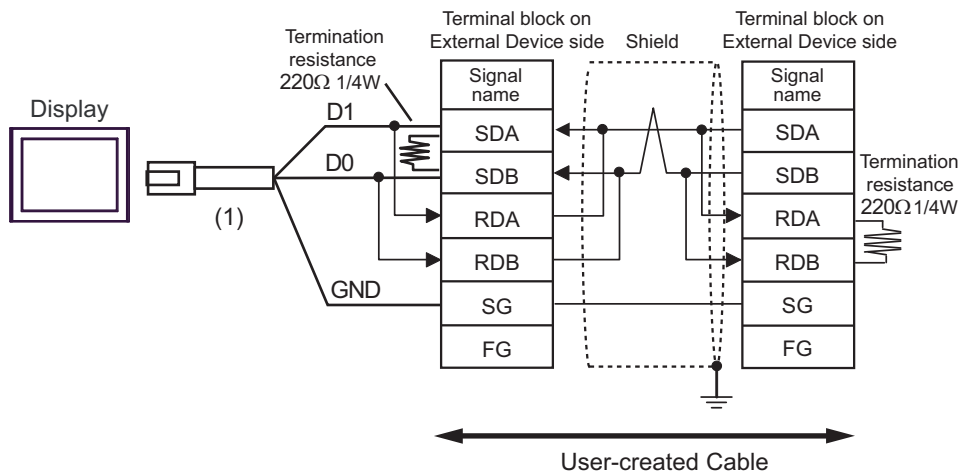 Display
(1)
D1
D0
GND
Termination
resistance
220Ω 1/4W
Terminal block on
External Device side
Signal
name
SDA
SDB
RDA
RDB
SG
FG
Shield
Terminal block on
External Device side
Signal
name
SDA
SDB
RDA
RDB
SG
FG
Termination
resistance
220Ω 1/4W
User-created Cable